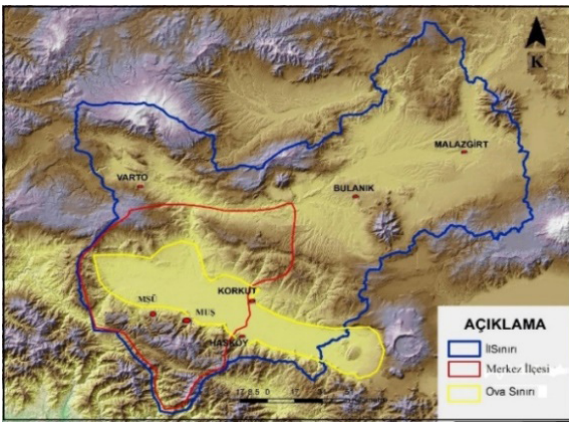 K
MALAZGİRT
VARTO
BULANIK
KORKUT
MŞÜ
MUŞ
HASKÖY
AÇIKLAMA
İlSınırı
Merkez İlçesi
Ova Sınırı